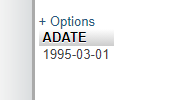 + Options
ADATE
1995-03-01